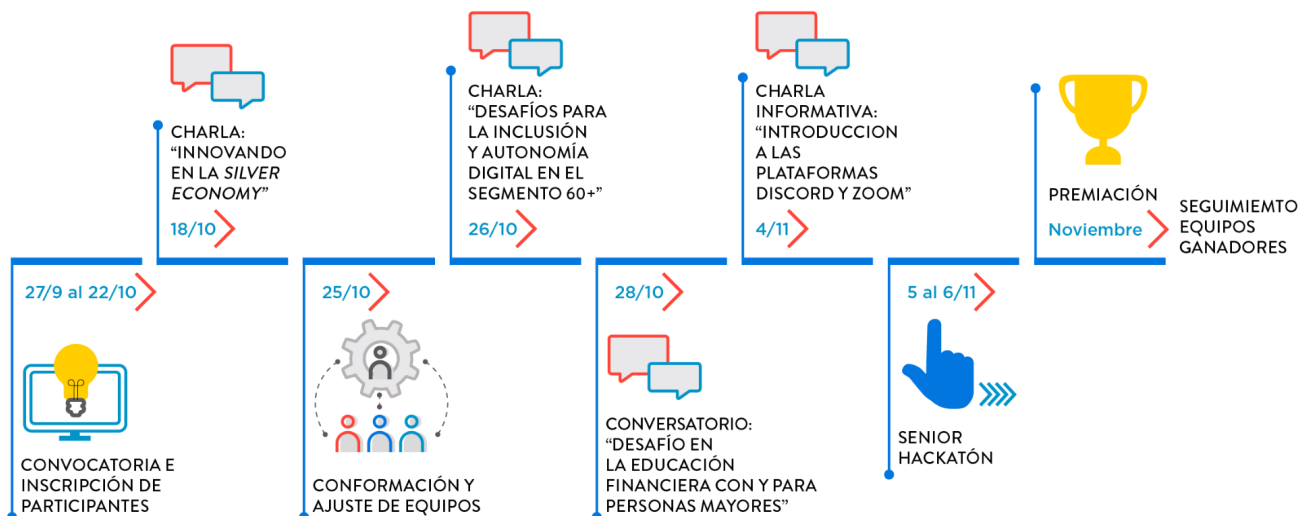 27/9 al 22/10
CONVOCATORIA E
INSCRIPCIÓN DE
PARTICIPANTES
CHARLA:
“INNOVANDO
EN LA SILVER
ECONOMY”
18/10
25/10
CONFORMACIÓN Y
AJUSTE DE EQUIPOS
CHARLA:
“DESAFÍOS PARA
LA INCLUSIÓN
Y AUTONOMÍA
DIGITAL EN EL
SEGMENTO 60+”
26/10
28/10
CONVERSATORIO:
“DESAFÍO EN
LA EDUCACIÓN
FINANCIERA CON Y PARA
PERSONAS MAYORES”
CHARLA
INFORMATIVA:
“INTRODUCCION
A LAS
PLATAFORMAS
DISCORD Y ZOOM”
4/11
5 al 6/11
SENIOR
HACKATÓN
PREMIACIÓN
Noviembre
SEGUIMIEMTO
EQUIPOS
GANADORES